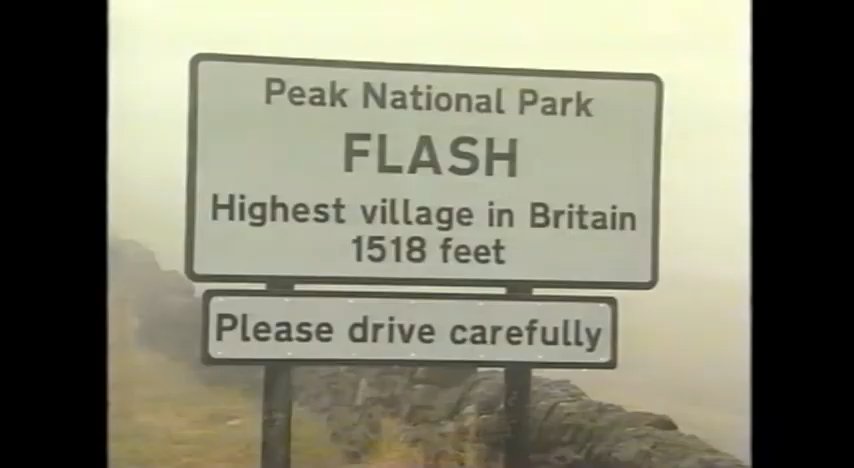 Peak National Park
FLASH
Highest village in Britain
1518 feet
Please drive carefully